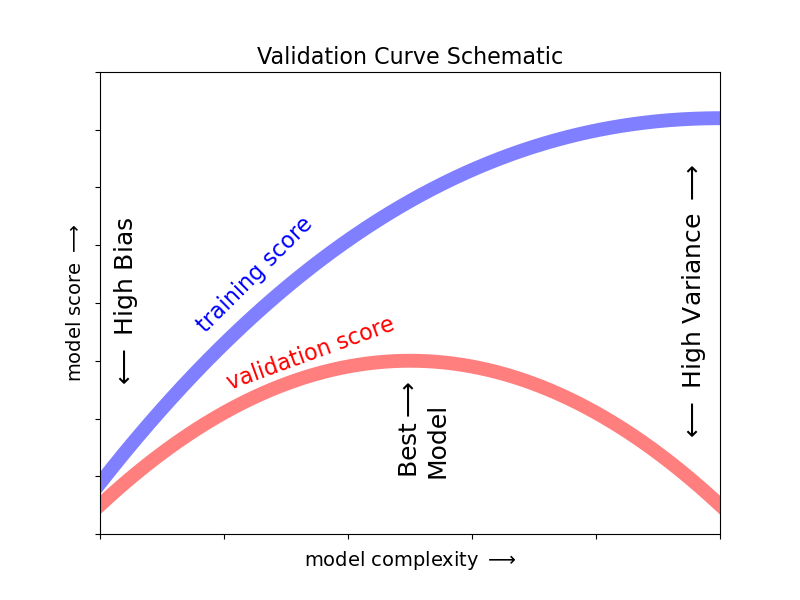 Validation Curve Schematic
model score ⟶
⟵ High Bias
training score
validation score
Best ⟶
Model
⟵ High Variance ⟶
model complexity ⟶